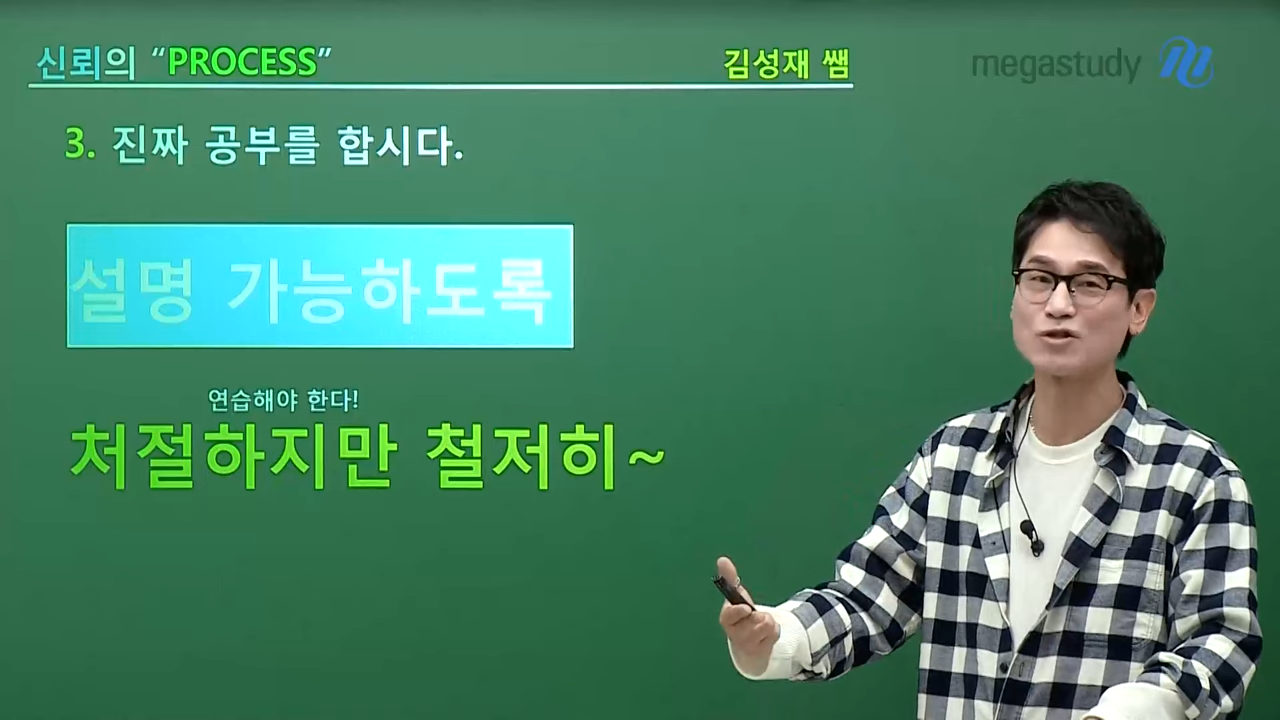 신뢰의 “PROCESS”
김성재 쌤
megastudy
3. 진짜 공부를 합시다.
설명 가능하도록
연습해야 한다!
처절하지만 철저히~